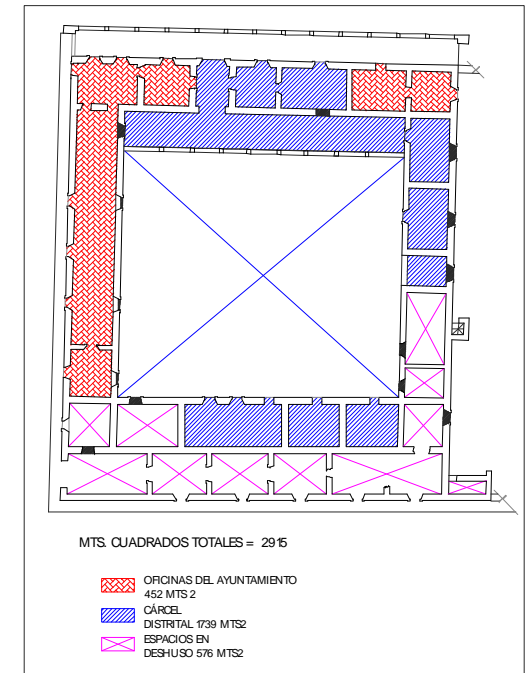 MTS. CUADRADOS TOTALES = 2915
OFICINAS DEL AYUNTAMIENTO
452 MTS 2
CÁRCEL
DISTRITAL 1739 MTS2
ESPACIOS EN
DESHUSO 576 MTS2